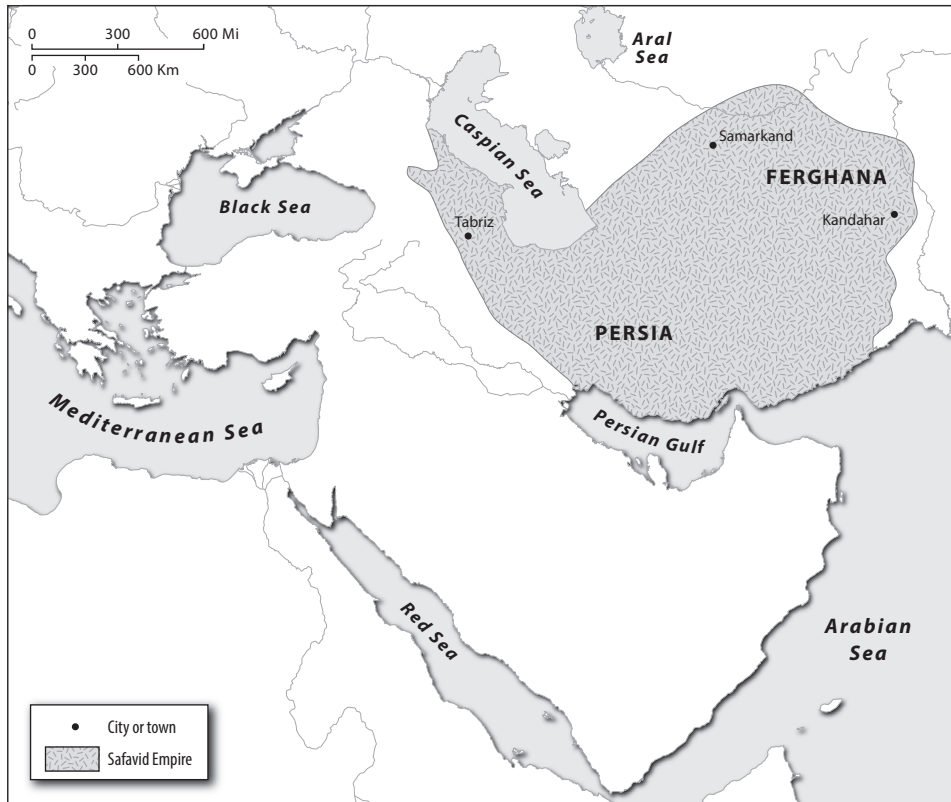 0 300 600 Mi
0 300 600 Km
Aral
Sea
Caspian Sea
Samarkand
FERGHANA
Black Sea
Kandahar
Tabriz
PERSIA
Mediterranean Sea
Persian Gulf
Red Sea
Arabian
Sea
City or town
Safavid Empire